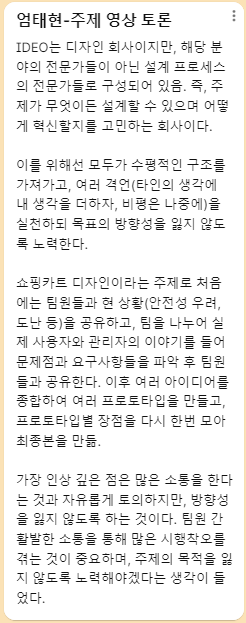 엄태현-주제 영상 토론
IDEO는 디자인 회사이지만, 해당 분
야의 전문가들이 아닌 설계 프로세스
의 전문가들로 구성되어 있음. 즉, 주
제가 무엇이든 설계할 수 있으며 어떻
게 혁신할지를 고민하는 회사이다.
이를 위해선 모두가 수평적인 구조를
가져가고, 여러 격언(타인의 생각에
내 생각을 더하자, 비평은 나중에)을
실천하되 목표의 방향성을 잃지 않도
록 노력한다.
쇼핑카트 디자인이라는 주제로 처음
에는 팀원들과 현 상황(안전성 우려,
도난 등)을 공유하고, 팀을 나누어 실
제 사용자와 관리자의 이야기를 들어
문제점과 요구사항들을 파악 후 팀원
들과 공유한다. 이후 여러 아이디어를
종합하여 여러 프로토타입을 만들고,
프로토타입별 장점을 다시 한번 모아
최종본을 만듦.
가장 인상 깊은 점은 많은 소통을 한다
는 것과 자유롭게 토의하지만, 방향성
을 잃지 않도록 하는 것이다. 팀원 간
활발한 소통을 통해 많은 시행착오를
겪는 것이 중요하며, 주제의 목적을 잃
지 않도록 노력해야겠다는 생각이 들
었다.